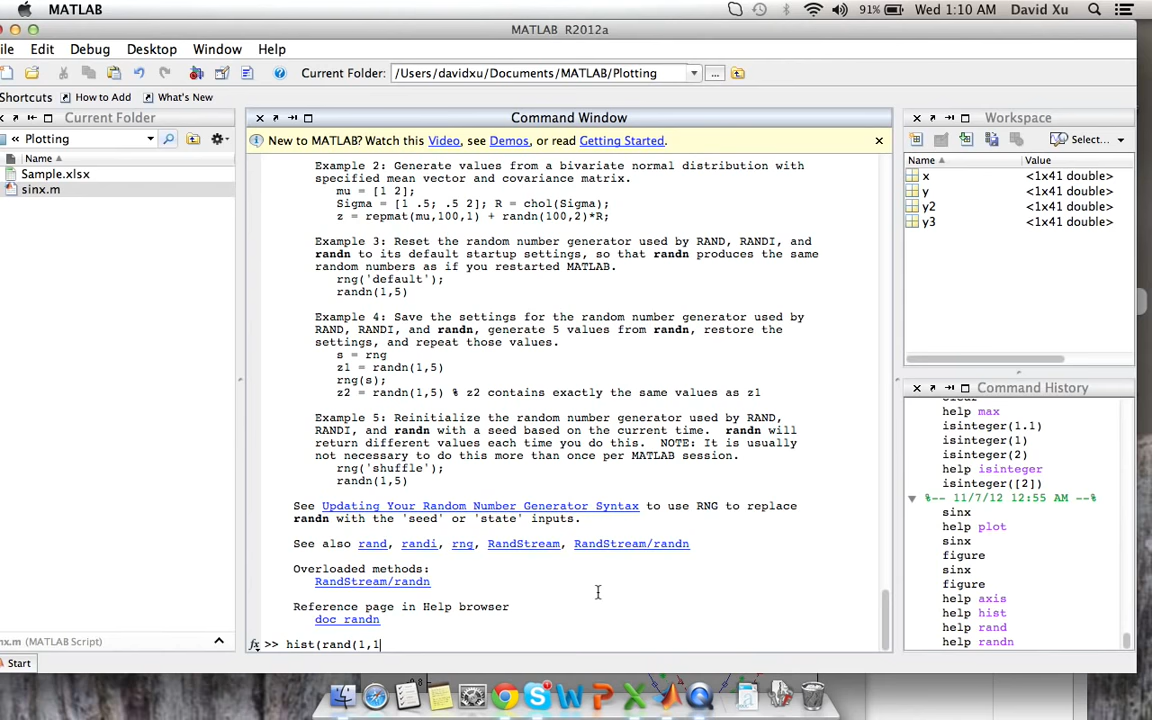 MATLAB
91%
Wed 1:10 AM
David Xu
MATLAB R2012a
ile Edit Debug Desktop Window Help
Current Folder: /Users/davidxu/Documents/MATLAB/Plotting
Shortcuts How to Add What's New
Current Folder
« Plotting
Name
Sample.xlsx
sinx.m
nx.m (MATLAB Script)
Start
Command Window
New to MATLAB? Watch this Video, see Demos, or read Getting Started.
Example 2: Generate values from a bivariate normal distribution with
specified mean vector and covariance matrix.
mu = [1 2];
Sigma = [1 .5; .5 2]; R = chol(Sigma);
z = repmat(mu,100,1) + randn(100,2)*R;
Example 3: Reset the random number generator used by RAND, RANDI, and
randn to its default startup settings, so that randn produces the same
random numbers as if you restarted MATLAB.
rng('default');
randn(1,5)
Example 4: Save the settings for the random number generator used by
RAND, RANDI, and randn, generate 5 values from randn, restore the
settings, and repeat those values.
s = rng
z1 = randn(1,5)
rng(s);
z2 = randn(1,5) % z2 contains exactly the same values as z1
Example 5: Reinitialize the random number generator used by RAND,
RANDI, and randn with a seed based on the current time. randn will
return different values each time you do this. NOTE: It is usually
not necessary to do this more than once per MATLAB session.
rng('shuffle');
randn(1,5)
See Updating Your Random Number Generator Syntax to use RNG to replace
randn with the 'seed' or 'state' inputs.
See also rand, randi, rng, RandStream, RandStream/randn
Overloaded methods:
RandStream/randn
Reference page in Help browser
doc randn
fx >> hist(rand(1,1
Workspace
Select...
Name Value
x <1x41 double>
y <1x41 double>
y2 <1x41 double>
y3 <1x41 double>
Command History
clear
help max
isinteger(1.1)
isinteger(1)
isinteger(2)
help isinteger
isinteger([2])
%-- 11/7/12 12:55 AM --%
sinx
help plot
sinx
figure
sinx
figure
help axis
help hist
help rand
help randn